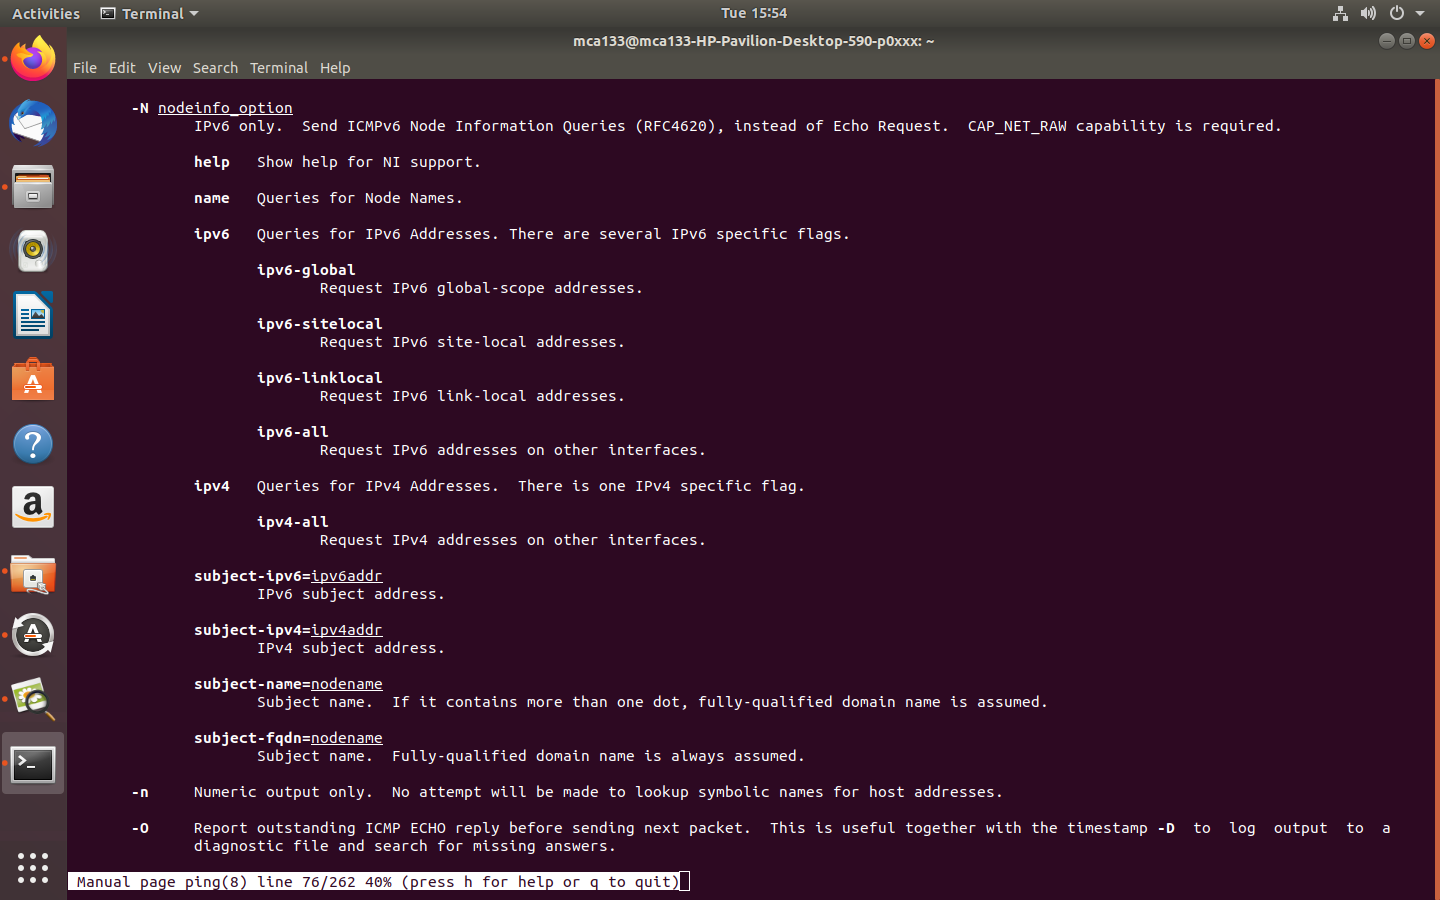 Activities Terminal Tue 15:54
mca133@mca133-HP-Pavilion-Desktop-590-p0xxx: ~
File Edit View Search Terminal Help
-N nodeinfo_option
IPv6 only.  Send ICMPv6 Node Information Queries (RFC4620), instead of Echo Request.  CAP_NET_RAW capability is required.
help   Show help for NI support.
name   Queries for Node Names.
ipv6   Queries for IPv6 Addresses. There are several IPv6 specific flags.
ipv6-global
Request IPv6 global-scope addresses.
ipv6-sitelocal
Request IPv6 site-local addresses.
ipv6-linklocal
Request IPv6 link-local addresses.
ipv6-all
Request IPv6 addresses on other interfaces.
ipv4   Queries for IPv4 Addresses.  There is one IPv4 specific flag.
ipv4-all
Request IPv4 addresses on other interfaces.
subject-ipv6=ipv6addr
IPv6 subject address.
subject-ipv4=ipv4addr
IPv4 subject address.
subject-name=nodename
Subject name.  If it contains more than one dot, fully-qualified domain name is assumed.
subject-fqdn=nodename
Subject name.  Fully-qualified domain name is always assumed.
-n     Numeric output only.  No attempt will be made to lookup symbolic names for host addresses.
-O     Report outstanding ICMP ECHO reply before sending next packet.  This is useful together with the timestamp -D  to  log  output  to  a
diagnostic file and search for missing answers.
Manual page ping(8) line 76/262 40% (press h for help or q to quit)